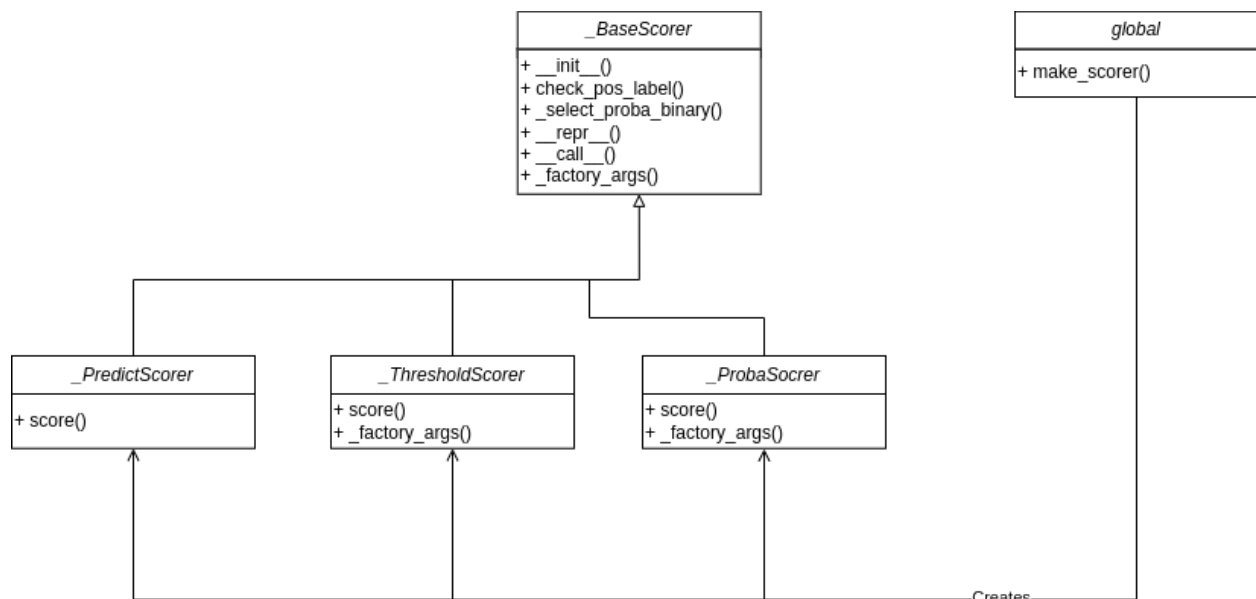 _BaseScorer
+ __init__()
+ check_pos_label()
+ _select_proba_binary()
+ __repr__()
+ __call__()
+ _factory_args()
global
+ make_scorer()
_PredictScorer
+ score()
_ThresholdScorer
+ score()
+ _factory_args()
_ProbaSocrer
+ score()
+ _factory_args()
Creates